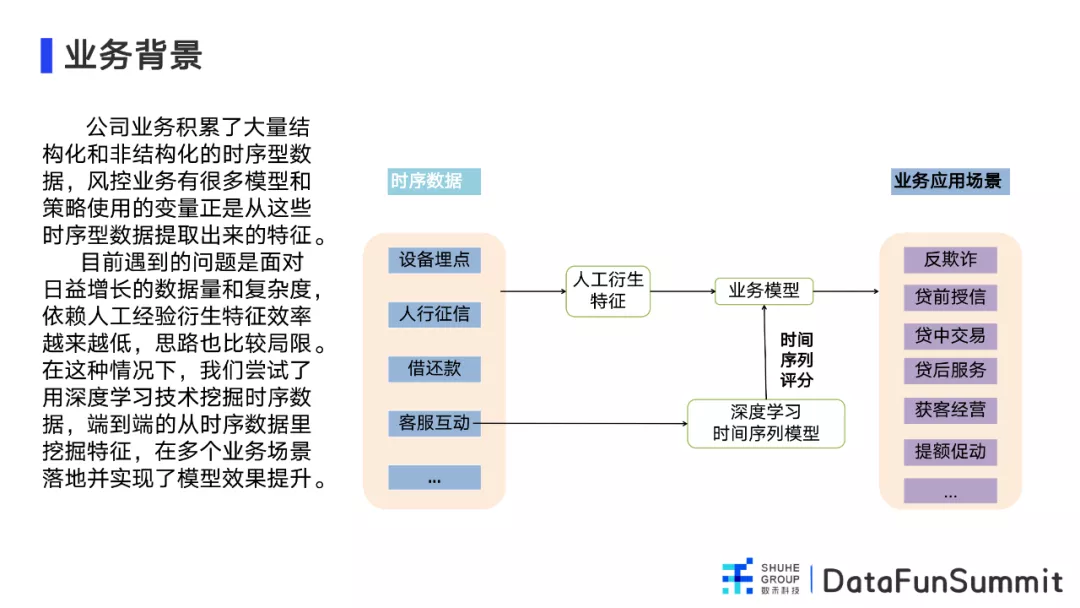 业务背景
公司业务积累了大量结
构化和非结构化的时序型数
据，风控业务有很多模型和
策略使用的变量正是从这些
时序型数据提取出来的特征。
目前遇到的问题是面对
日益增长的数据量和复杂度，
依赖人工经验衍生特征效率
越来越低，思路也比较局限。
在这种情况下，我们尝试了
用深度学习技术挖掘时序数
据，端到端的从时序数据里
挖掘特征，在多个业务场景
落地并实现了模型效果提升。
时序数据
设备埋点
人行征信
借还款
客服互动
...
人工衍生
特征
业务模型
时间
序列
评分
深度学习
时间序列模型
业务应用场景
反欺诈
贷前授信
贷中交易
贷后服务
获客经营
提额促动
...
SHUHE
GROUP
数禾科技
DataFunSummit